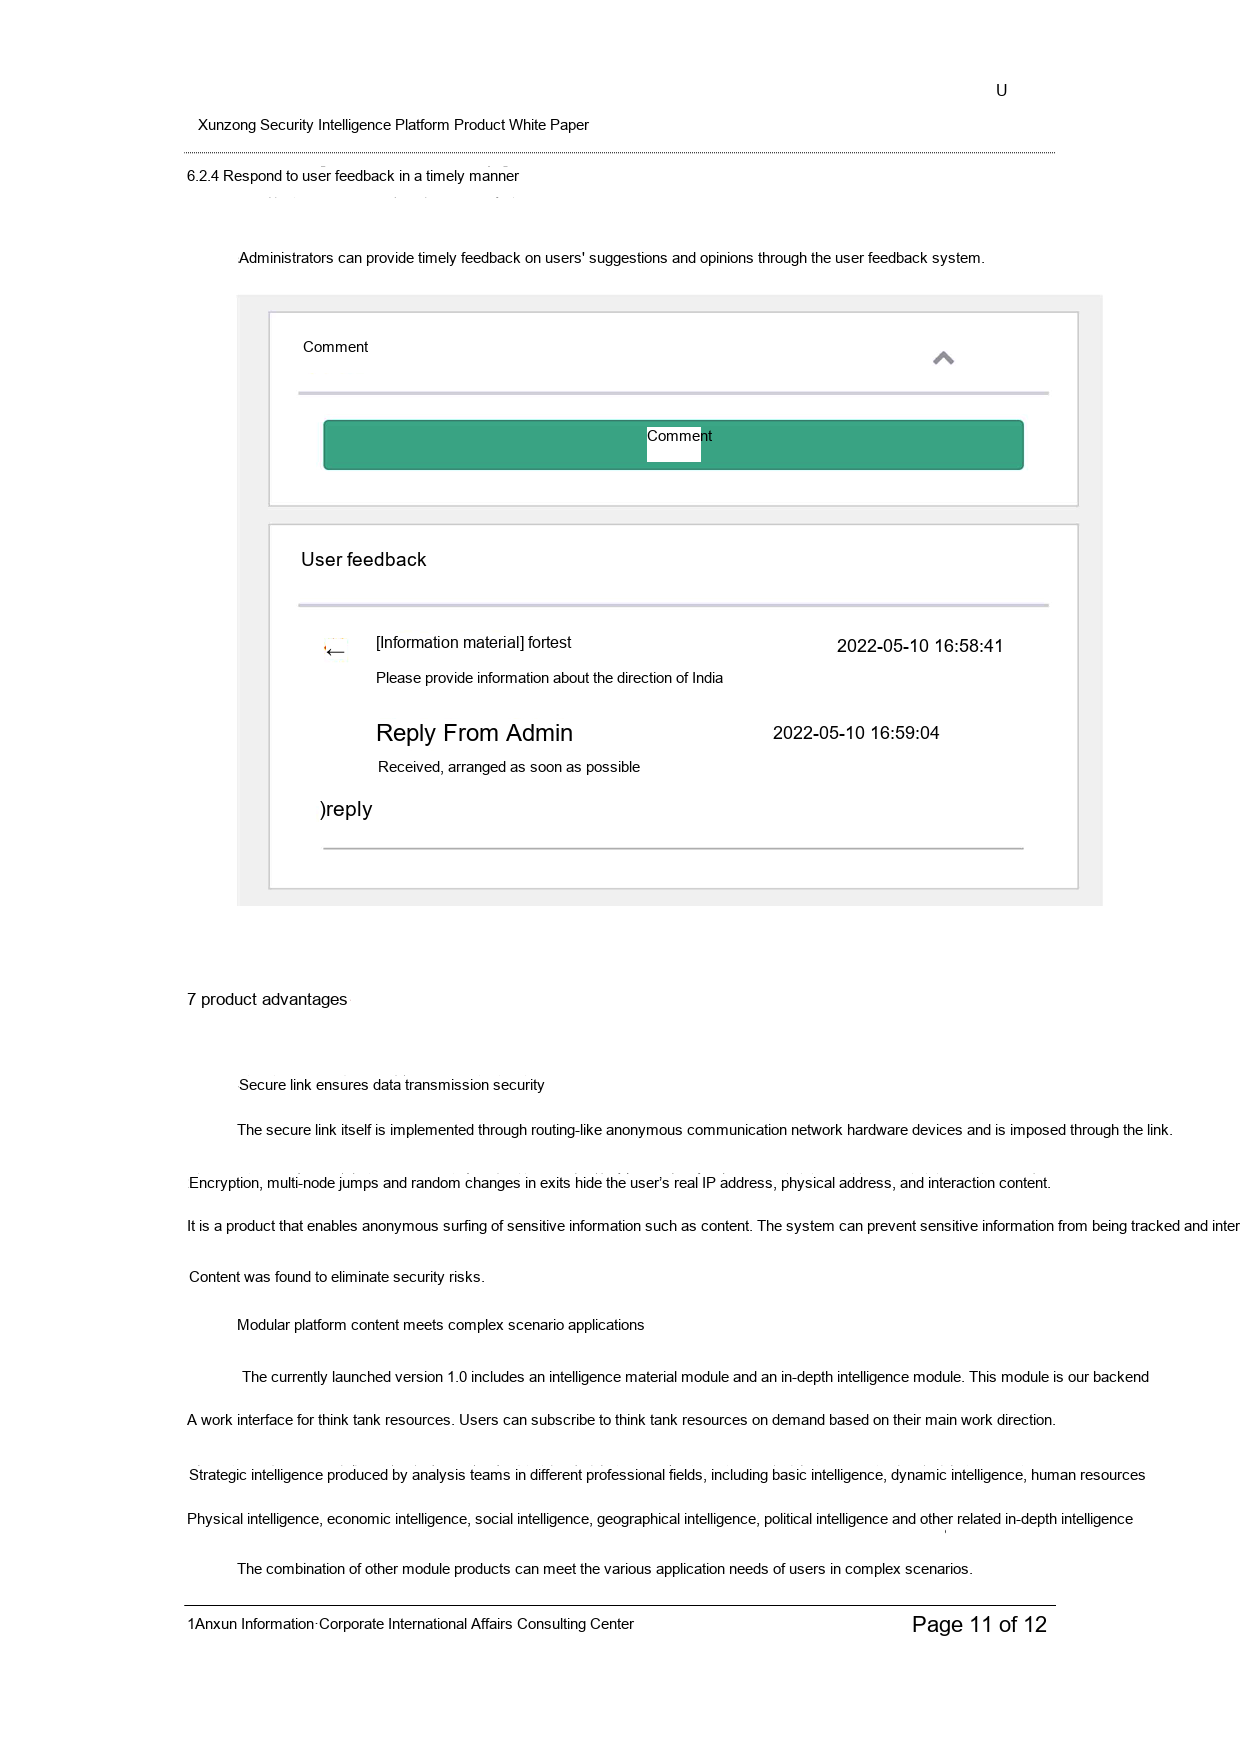 U
Xunzong Security Intelligence Platform Product White Paper
6.2.4 Respond to user feedback in a timely manner
Administrators can provide timely feedback on users' suggestions and opinions through the user feedback system.
Comment
Comment
User feedback
← [Information material] fortest 2022-05-10 16:58:41
Please provide information about the direction of India
Reply From Admin 2022-05-10 16:59:04
Received, arranged as soon as possible
)reply
7 product advantages
Secure link ensures data transmission security
The secure link itself is implemented through routing-like anonymous communication network hardware devices and is imposed through the link.
Encryption, multi-node jumps and random changes in exits hide the user’s real IP address, physical address, and interaction content.
It is a product that enables anonymous surfing of sensitive information such as content. The system can prevent sensitive information from being tracked and inter
Content was found to eliminate security risks.
Modular platform content meets complex scenario applications
The currently launched version 1.0 includes an intelligence material module and an in-depth intelligence module. This module is our backend
A work interface for think tank resources. Users can subscribe to think tank resources on demand based on their main work direction.
Strategic intelligence produced by analysis teams in different professional fields, including basic intelligence, dynamic intelligence, human resources
Physical intelligence, economic intelligence, social intelligence, geographical intelligence, political intelligence and other related in-depth intelligence
The combination of other module products can meet the various application needs of users in complex scenarios.
1Anxun Information·Corporate International Affairs Consulting Center Page 11 of 12